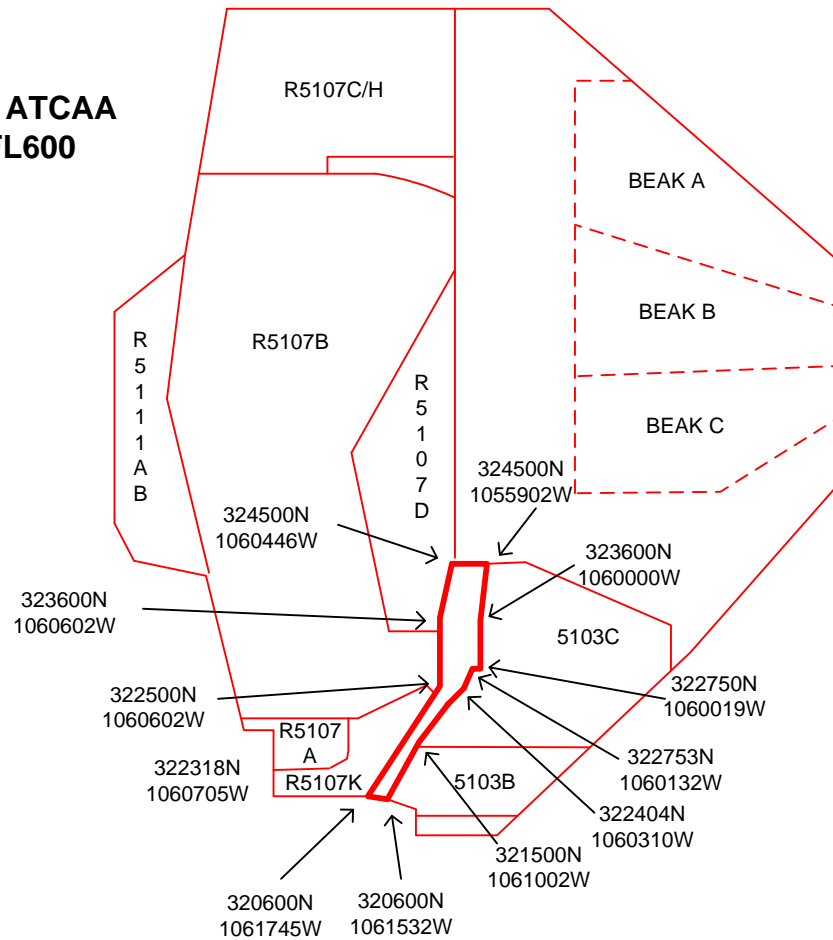 ATCAA
FL600
R5107C/H
BEAK A
R5107B
BEAK B
R
5
1
1
1
A
B
R
5
1
0
7
D
BEAK C
324500N
1055902W
324500N
1060446W
323600N
1060000W
323600N
1060602W
5103C
322500N
1060602W
322750N
1060019W
R5107
A
322318N
1060705W
R5107K
5103B
322753N
1060132W
322404N
1060310W
321500N
1061002W
320600N
1061745W
320600N
1061532W